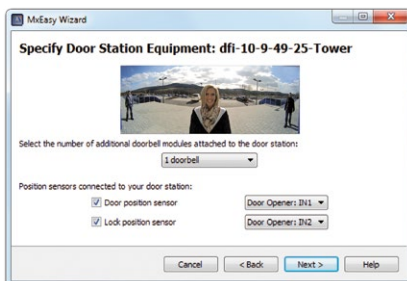 MxEasy Wizard
Specify Door Station Equipment: dfi-10-9-49-25-Tower
Select the number of additional doorbell modules attached to the door station:
1 doorbell
Position sensors connected to your door station:
Door position sensor Door Opener: IN1
Lock position sensor Door Opener: IN2
Cancel < Back Next > Help